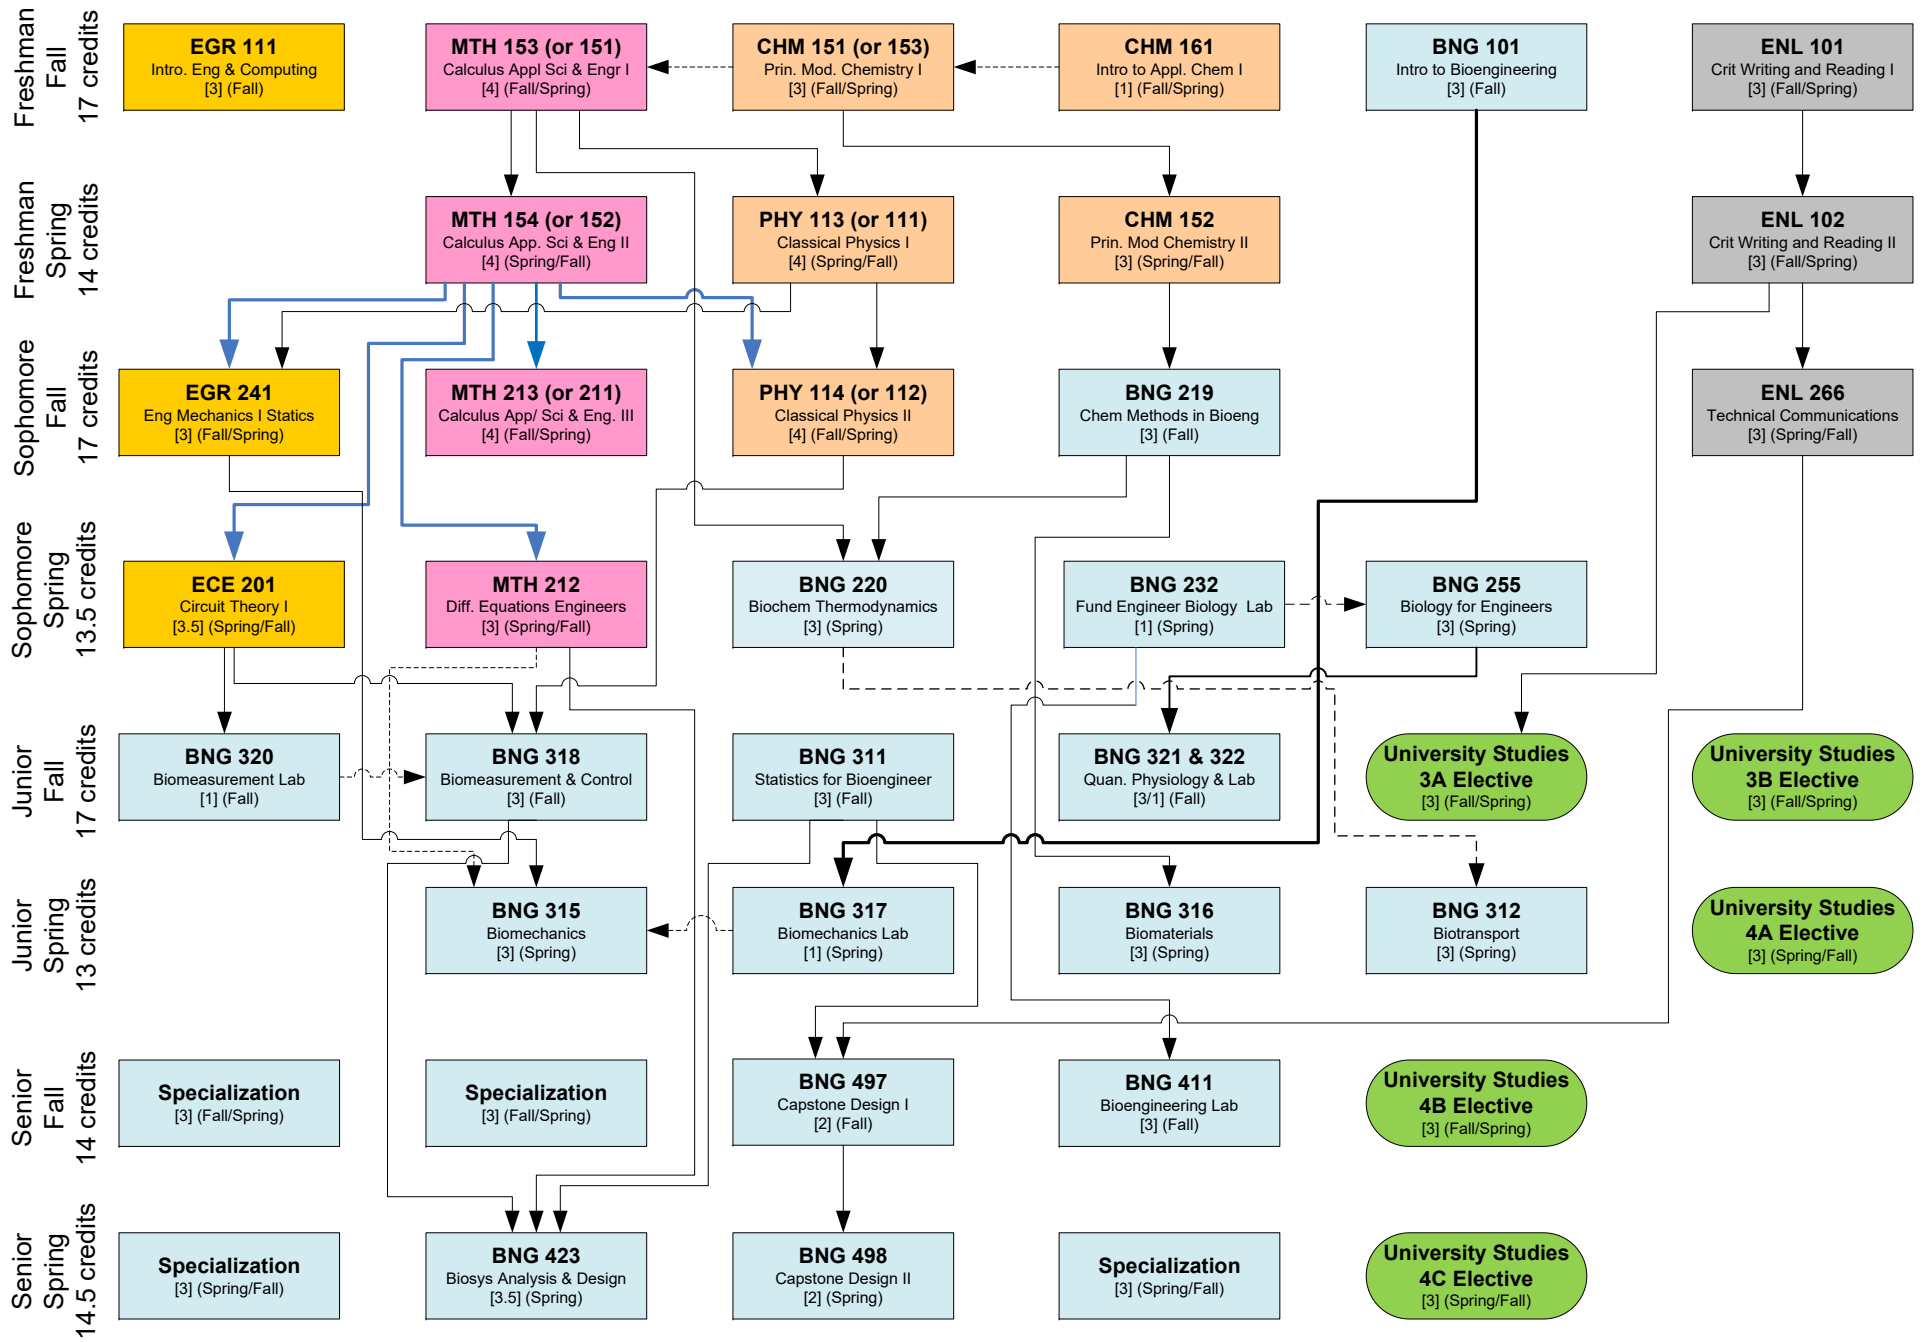 Freshman
Fall
17 credits
EGR 111
Intro. Eng & Computing
[3] (Fall)
MTH 153 (or 151)
Calculus Appl Sci & Engr I
[4] (Fall/Spring)
CHM 151 (or 153)
Prin. Mod. Chemistry I
[3] (Fall/Spring)
CHM 161
Intro to Appl. Chem I
[1] (Fall/Spring)
BNG 101
Intro to Bioengineering
[3] (Fall)
ENL 101
Crit Writing and Reading I
[3] (Fall/Spring)
Freshman
Spring
14 credits
MTH 154 (or 152)
Calculus App. Sci & Eng II
[4] (Spring/Fall)
PHY 113 (or 111)
Classical Physics I
[4] (Spring/Fall)
CHM 152
Prin. Mod Chemistry II
[3] (Spring/Fall)
ENL 102
Crit Writing and Reading II
[3] (Fall/Spring)
Sophomore
Fall
17 credits
EGR 241
Eng Mechanics I Statics
[3] (Fall/Spring)
MTH 213 (or 211)
Calculus App/ Sci & Eng. III
[4] (Fall/Spring)
PHY 114 (or 112)
Classical Physics II
[4] (Fall/Spring)
BNG 219
Chem Methods in Bioeng
[3] (Fall)
ENL 266
Technical Communications
[3] (Spring/Fall)
Sophomore
Spring
13.5 credits
ECE 201
Circuit Theory I
[3.5] (Spring/Fall)
MTH 212
Diff. Equations Engineers
[3] (Spring/Fall)
BNG 220
Biochem Thermodynamics
[3] (Spring)
BNG 232
Fund Engineer Biology Lab
[1] (Spring)
BNG 255
Biology for Engineers
[3] (Spring)
Junior
Fall
17 credits
BNG 320
Biomeasurement Lab
[1] (Fall)
BNG 318
Biomeasurement & Control
[3] (Fall)
BNG 311
Statistics for Bioengineer
[3] (Fall)
BNG 321 & 322
Quan. Physiology & Lab
[3/1] (Fall)
University Studies
3A Elective
[3] (Fall/Spring)
University Studies
3B Elective
[3] (Fall/Spring)
Junior
Spring
13 credits
BNG 315
Biomechanics
[3] (Spring)
BNG 317
Biomechanics Lab
[1] (Spring)
BNG 316
Biomaterials
[3] (Spring)
BNG 312
Biotransport
[3] (Spring)
University Studies
4A Elective
[3] (Spring/Fall)
Senior
Fall
14 credits
Specialization
[3] (Fall/Spring)
Specialization
[3] (Fall/Spring)
BNG 497
Capstone Design I
[2] (Fall)
BNG 411
Bioengineering Lab
[3] (Fall)
University Studies
4B Elective
[3] (Fall/Spring)
Senior
Spring
14.5 credits
Specialization
[3] (Spring/Fall)
BNG 423
Biosys Analysis & Design
[3.5] (Spring)
BNG 498
Capstone Design II
[2] (Spring)
Specialization
[3] (Spring/Fall)
University Studies
4C Elective
[3] (Spring/Fall)